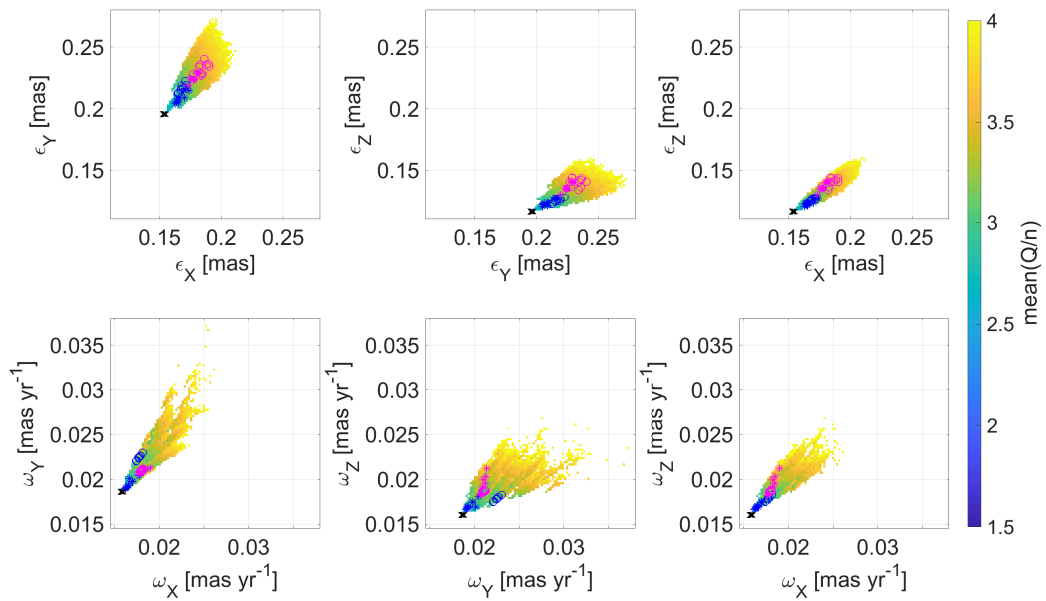 0.25
0.2
0.15
ϵ_Y [mas]
0.15 0.2 0.25
ϵ_X [mas]
0.25
0.2
0.15
ϵ_Z [mas]
0.15 0.2 0.25
ϵ_Y [mas]
0.25
0.2
0.15
ϵ_Z [mas]
0.15 0.2 0.25
ϵ_X [mas]
4
3.5
3
2.5
2
1.5
mean(Q/n)
0.035
0.03
0.025
0.02
0.015
ω_Y [mas yr⁻¹]
0.02 0.03
ω_X [mas yr⁻¹]
0.035
0.03
0.025
0.02
0.015
ω_Z [mas yr⁻¹]
0.02 0.03
ω_Y [mas yr⁻¹]
0.035
0.03
0.025
0.02
0.015
ω_Z [mas yr⁻¹]
0.02 0.03
ω_X [mas yr⁻¹]